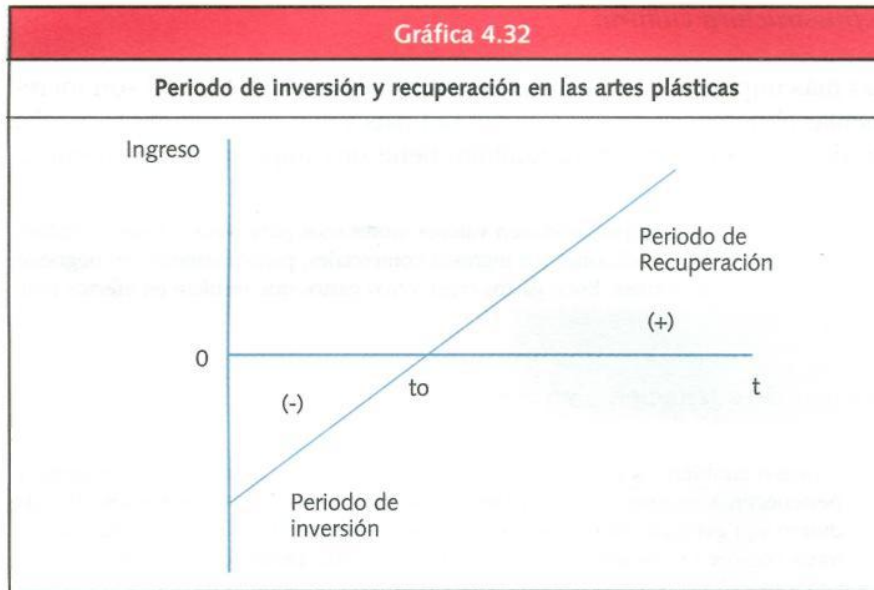 Gráfica 4.32
Periodo de inversión y recuperación en las artes plásticas
Ingreso
Periodo de
Recuperación
(+)
0
to
t
(-)
Periodo de
inversión